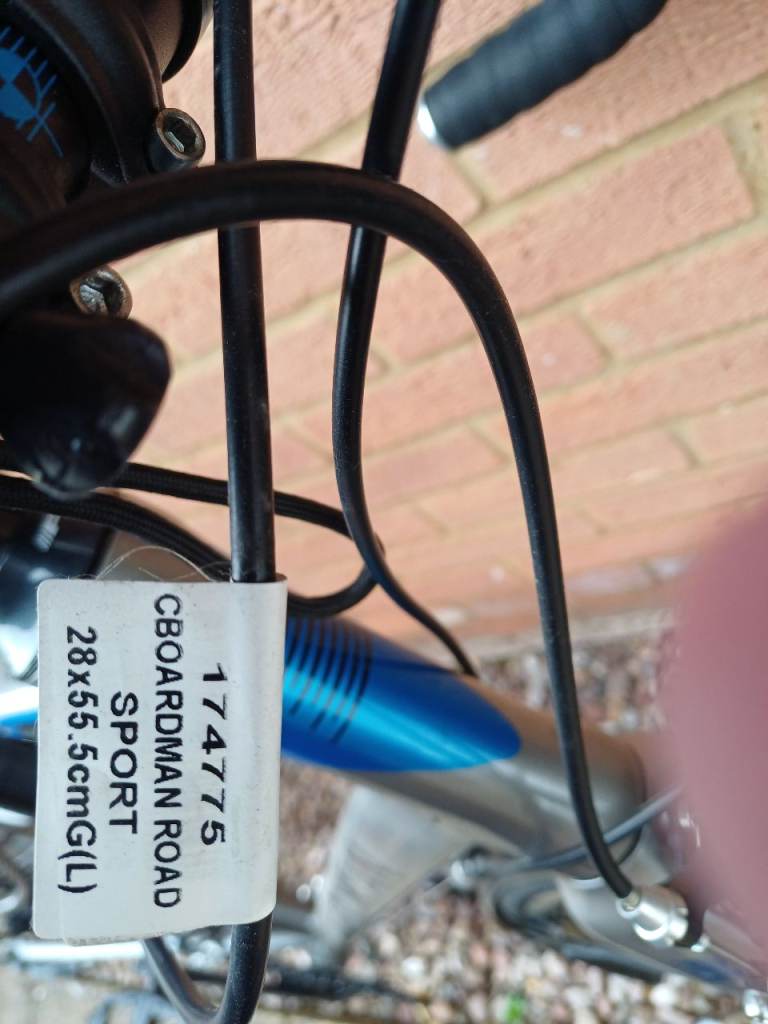 174775
CBOARDMAN ROAD
SPORT
28x55.5cmG(L)